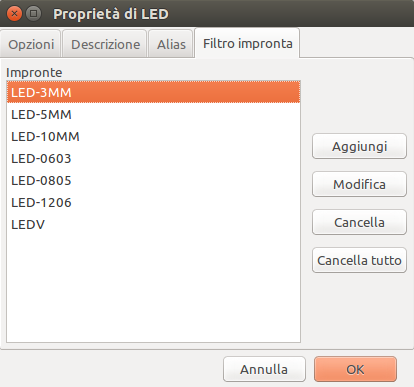 Proprietà di LED
Opzioni Descrizione Alias Filtro impronta
Impronte
LED-3MM
LED-5MM
LED-10MM
LED-0603
LED-0805
LED-1206
LEDV
Aggiungi
Modifica
Cancella
Cancella tutto
Annulla OK